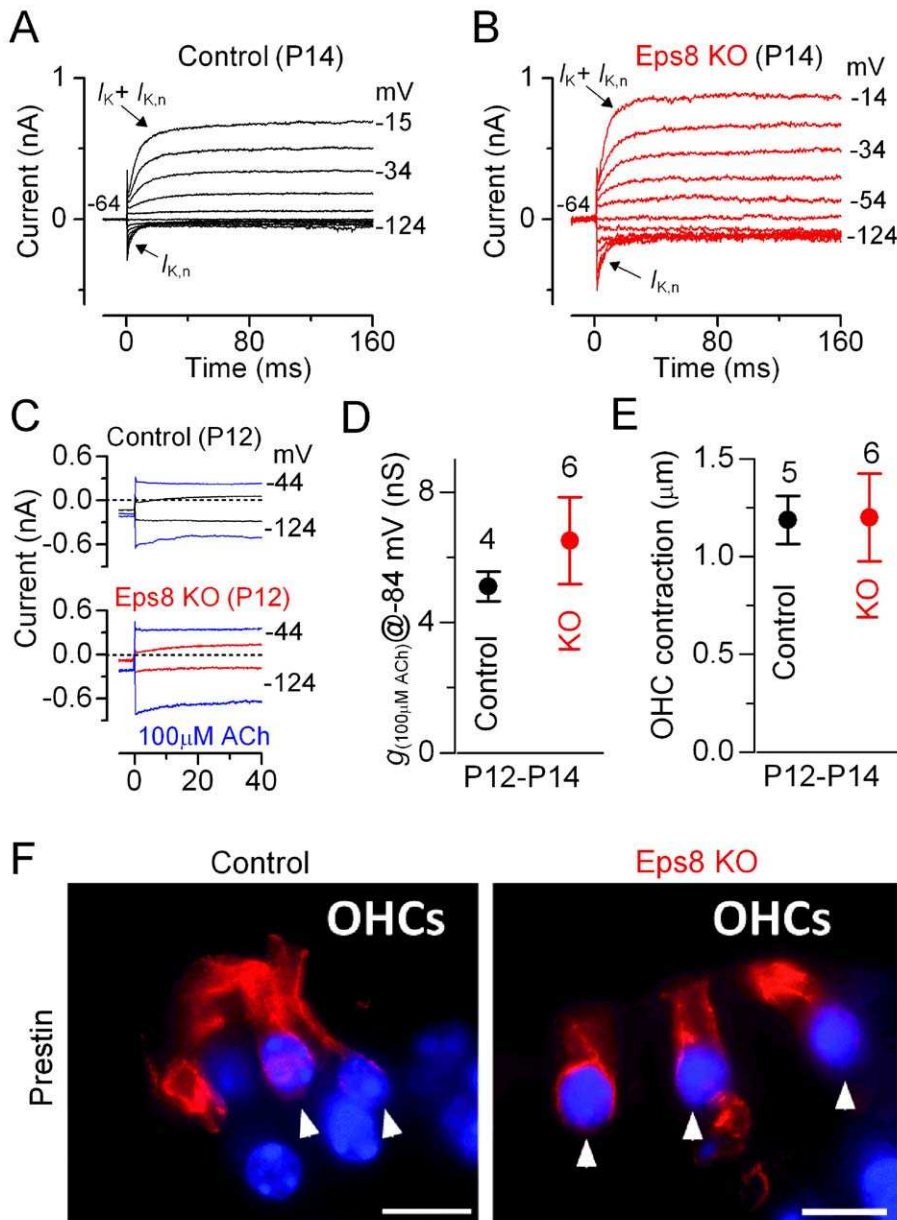 A
Control (P14)
I_K + I_K,n
mV
-15
-34
-64
-124
I_K,n
1
0
Current (nA)
0 80 160
Time (ms)
B
Eps8 KO (P14)
I_K + I_K,n
mV
-14
-34
-54
-64
-124
I_K,n
1
0
Current (nA)
0 80 160
Time (ms)
C
Control (P12)
mV
0.6
0.0
-0.6
-44
-124
Current (nA)
Eps8 KO (P12)
0.6
0.0
-0.6
-44
-124
100μM ACh
0 20 40
D
g(100μM ACh)@-84 mV (nS)
8
4
0
4
6
Control
KO
P12-P14
E
OHC contraction (μm)
1.5
1.0
0.5
0.0
5
6
Control
KO
P12-P14
F
Control
Eps8 KO
OHCs
OHCs
Prestin